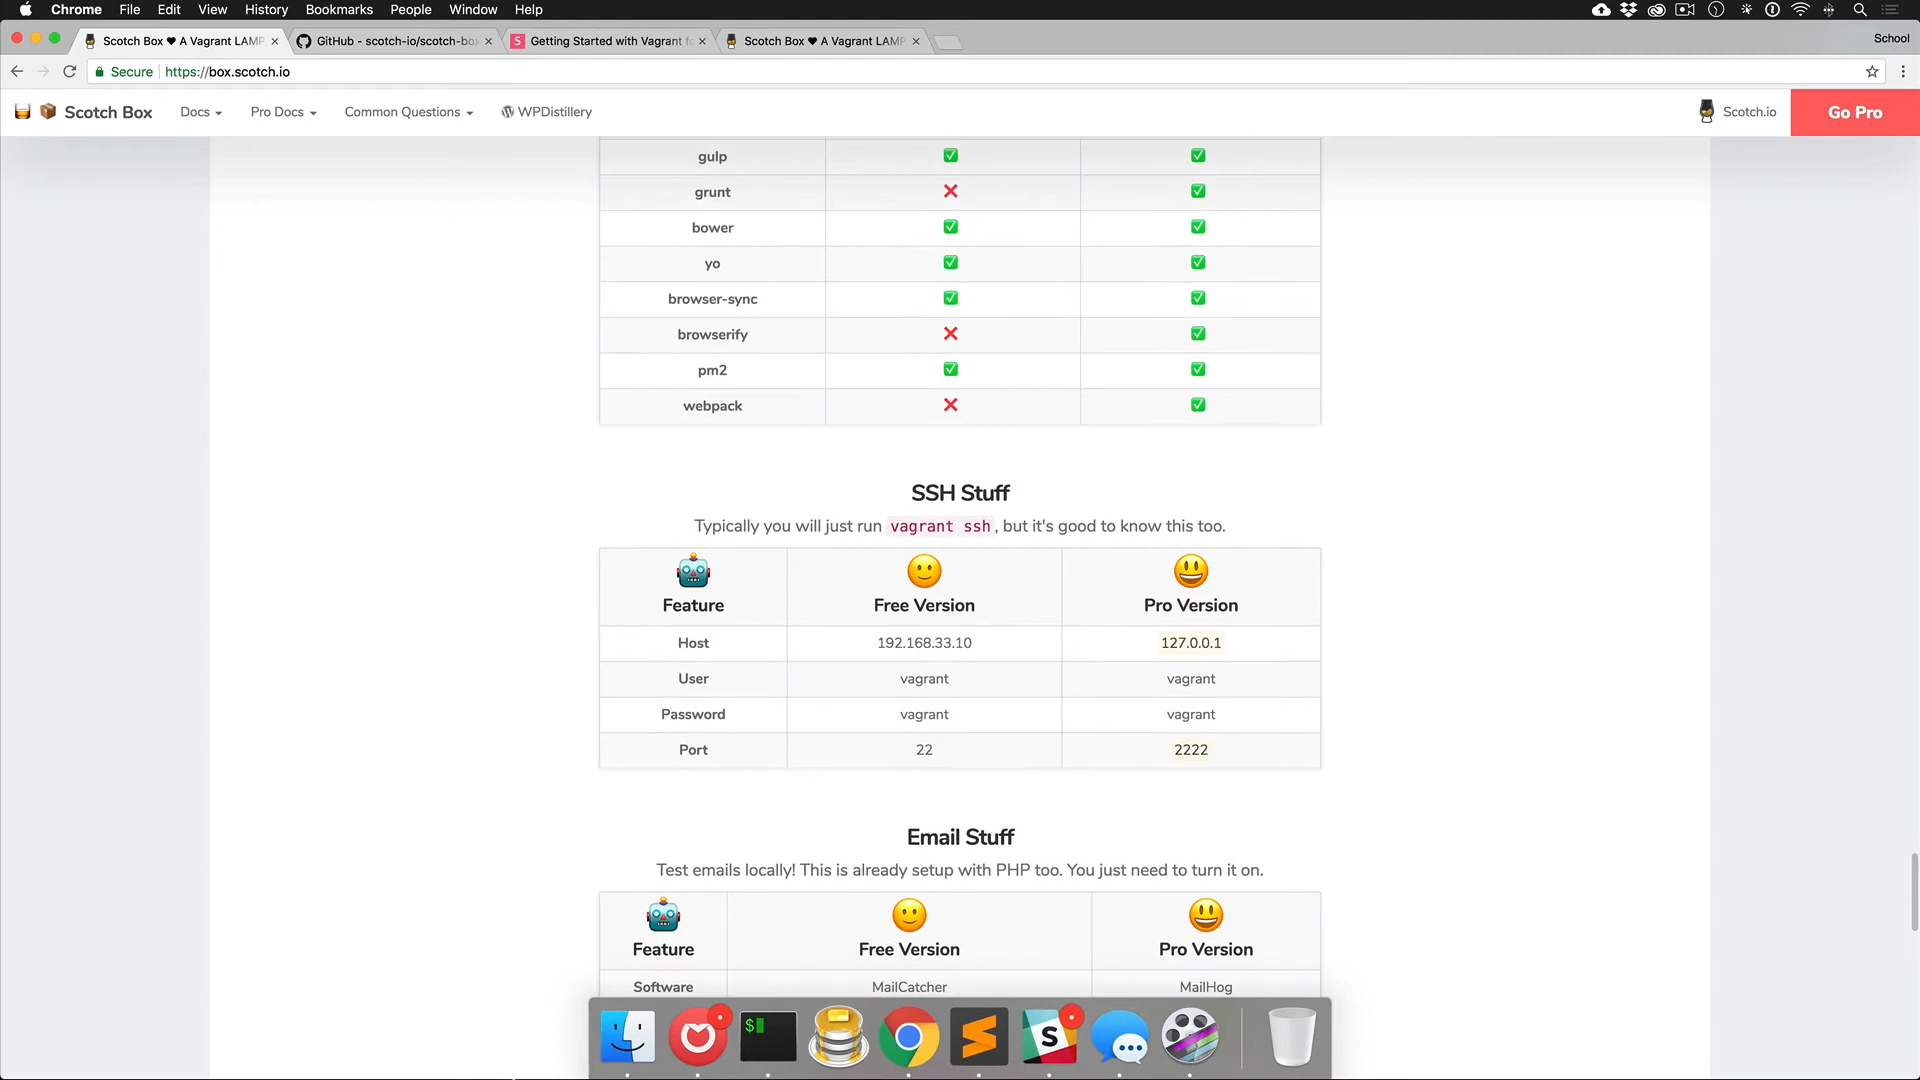 Chrome File Edit View History Bookmarks People Window Help
Scotch Box ♥ A Vagrant LAMP
GitHub - scotch-io/scotch-box
Getting Started with Vagrant fo
Scotch Box ♥ A Vagrant LAMP
School
Secure https://box.scotch.io
Scotch Box Docs Pro Docs Common Questions WPDistillery Scotch.io Go Pro
gulp ✅ ✅
grunt ❌ ✅
bower ✅ ✅
yo ✅ ✅
browser-sync ✅ ✅
browserify ❌ ✅
pm2 ✅ ✅
webpack ❌ ✅
SSH Stuff
Typically you will just run vagrant ssh, but it's good to know this too.
Feature Free Version Pro Version
Host 192.168.33.10 127.0.0.1
User vagrant vagrant
Password vagrant vagrant
Port 22 2222
Email Stuff
Test emails locally! This is already setup with PHP too. You just need to turn it on.
Feature Free Version Pro Version
Software MailCatcher MailHog